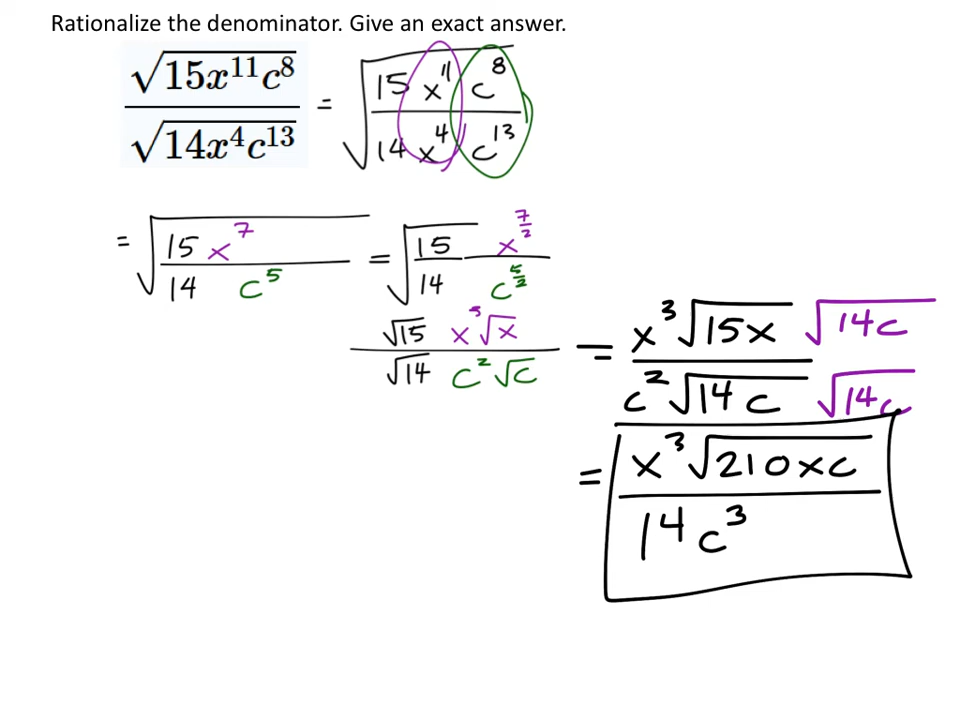 Rationalize the denominator. Give an exact answer.
√15x¹¹c⁸ / √14x⁴c¹³ = √(15 x¹¹ c⁸ / 14 x⁴ c¹³)
= √(15 x⁷ / 14 c⁵) = √(15/14) x^(7/2) / c^(5/2)
√15 x³√x / √14 c²√c
= x³√15x √14c / c²√14c √14c
= x³√210xc / 14c³